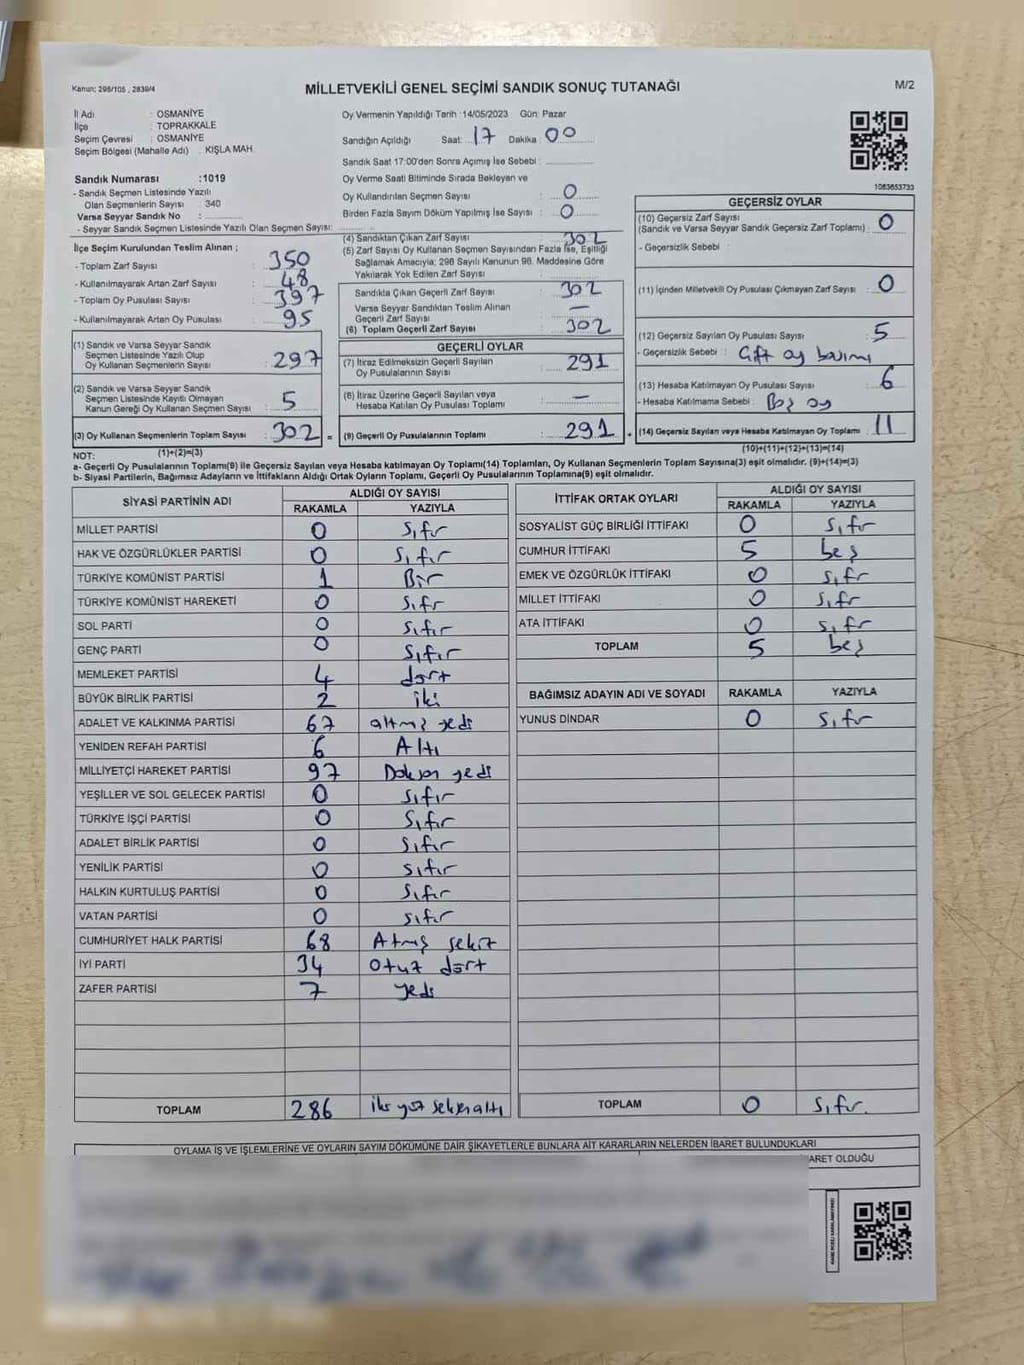 Kanun: 298/105 , 2839/4
MİLLETVEKİLİ GENEL SEÇİMİ SANDIK SONUÇ TUTANAĞI
M/2
İl Adı : OSMANİYE
İlçe : TOPRAKKALE
Seçim Çevresi : OSMANİYE
Seçim Bölgesi (Mahalle Adı) : KIŞLA MAH
Sandık Numarası :1019
- Sandık Seçmen Listesinde Yazılı
Olan Seçmenlerin Sayısı : 340
Varsa Seyyar Sandık No :
- Seyyar Sandık Seçmen Listesinde Yazılı Olan Seçmen Sayısı:
Oy Vermenin Yapıldığı Tarih :14/05/2023 Gün: Pazar
Sandığın Açıldığı Saat: 17 Dakika: 00
Sandık Saat 17:00'den Sonra Açımış İse Sebebi :
Oy Verme Saati Bitiminde Sırada Bekleyen ve
Oy Kullandırılan Seçmen Sayısı : 0
Birden Fazla Sayım Döküm Yapılmış İse Sayısı : 0
1083653733
İlçe Seçim Kurulundan Teslim Alınan ;
- Toplam Zarf Sayısı : 350
- Kullanılmayarak Artan Zarf Sayısı : 48
- Toplam Oy Pusulası Sayısı : 397
- Kullanılmayarak Artan Oy Pusulası : 95
(1) Sandık ve Varsa Seyyar Sandık
Seçmen Listesinde Yazılı Olup
Oy Kullanan Seçmenlerin Sayısı : 297
(2) Sandık ve Varsa Seyyar Sandık
Seçmen Listesinde Kayıtlı Olmayan
Kanun Gereği Oy Kullanan Seçmen Sayısı : 5
(3) Oy Kullanan Seçmenlerin Toplam Sayısı : 302 =
(1)+(2)=(3)
(4) Sandıktan Çıkan Zarf Sayısı : 302
(5) Zarf Sayısı Oy Kullanan Seçmen Sayısından Fazla İse, Eşitliği
Sağlamak Amacıyla; 298 Sayılı Kanunun 98. Maddesine Göre
Yakılarak Yok Edilen Zarf Sayısı :
Sandıkta Çıkan Geçerli Zarf Sayısı : 302
Varsa Seyyar Sandıktan Teslim Alınan
Geçerli Zarf Sayısı : —
(6) Toplam Geçerli Zarf Sayısı : 302
GEÇERLİ OYLAR
(7) İtiraz Edilmeksizin Geçerli Sayılan
Oy Pusulalarının Sayısı : 291
(8) İtiraz Üzerine Geçerli Sayılan veya
Hesaba Katılan Oy Pusulası Toplamı : —
(9) Geçerli Oy Pusulalarının Toplamı : 291 +
GEÇERSİZ OYLAR
(10) Geçersiz Zarf Sayısı
(Sandık ve Varsa Seyyar Sandık Geçersiz Zarf Toplamı) : 0
- Geçersizlik Sebebi :
(11) İçinden Milletvekili Oy Pusulası Çıkmayan Zarf Sayısı : 0
(12) Geçersiz Sayılan Oy Pusulası Sayısı : 5
- Geçersizlik Sebebi : Çift oy basımı
(13) Hesaba Katılmayan Oy Pusulası Sayısı : 6
- Hesaba Katılmama Sebebi : Boş oy
(14) Geçersiz Sayılan veya Hesaba Katılmayan Oy Toplamı : 11
(10)+(11)+(12)+(13)=(14)
NOT:
a- Geçerli Oy Pusulalarının Toplamı(9) ile Geçersiz Sayılan veya Hesaba katılmayan Oy Toplamı(14) Toplamları, Oy Kullanan Seçmenlerin Toplam Sayısına(3) eşit olmalıdır. (9)+(14)=(3)
b- Siyasi Partilerin, Bağımsız Adayların ve İttifakların Aldığı Ortak Oyların Toplamı, Geçerli Oy Pusulalarının Toplamına(9) eşit olmalıdır.
SİYASİ PARTİNİN ADI ALDIĞI OY SAYISI
RAKAMLA YAZIYLA
MİLLET PARTİSİ 0 Sıfır
HAK VE ÖZGÜRLÜKLER PARTİSİ 0 Sıfır
TÜRKİYE KOMÜNİST PARTİSİ 1 Bir
TÜRKİYE KOMÜNİST HAREKETİ 0 Sıfr
SOL PARTİ 0 Sıfır
GENÇ PARTİ 0 Sıfır
MEMLEKET PARTİSİ 4 dört
BÜYÜK BİRLİK PARTİSİ 2 iki
ADALET VE KALKINMA PARTİSİ 67 altmış yedi
YENİDEN REFAH PARTİSİ 6 Altı
MİLLİYETÇİ HAREKET PARTİSİ 97 Doksan yedi
YEŞİLLER VE SOL GELECEK PARTİSİ 0 Sıfır
TÜRKİYE İŞÇİ PARTİSİ 0 Sıfır
ADALET BİRLİK PARTİSİ 0 Sıfır
YENİLİK PARTİSİ 0 Sıfır
HALKIN KURTULUŞ PARTİSİ 0 Sıfır
VATAN PARTİSİ 0 Sıfır
CUMHURİYET HALK PARTİSİ 68 Atmış sekiz
İYİ PARTİ 34 Otuz dört
ZAFER PARTİSİ 7 Yedi
TOPLAM 286 iki yüz seksen altı
İTTİFAK ORTAK OYLARI ALDIĞI OY SAYISI
RAKAMLA YAZIYLA
SOSYALİST GÜÇ BİRLİĞİ İTTİFAKI 0 Sıfır
CUMHUR İTTİFAKI 5 beş
EMEK VE ÖZGÜRLÜK İTTİFAKI 0 Sıfır
MİLLET İTTİFAKI 0 Sıfr
ATA İTTİFAKI 0 Sıfr
TOPLAM 5 beş
BAĞIMSIZ ADAYIN ADI VE SOYADI RAKAMLA YAZIYLA
YUNUS DİNDAR 0 Sıfır
TOPLAM 0 Sıfır.
OYLAMA İŞ VE İŞLEMLERİNE VE OYLARIN SAYIM DÖKÜMÜNE DAİR ŞİKAYETLERLE BUNLARA AİT KARARLARIN NELERDEN İBARET BULUNDUKLARI
ARET OLDUĞU